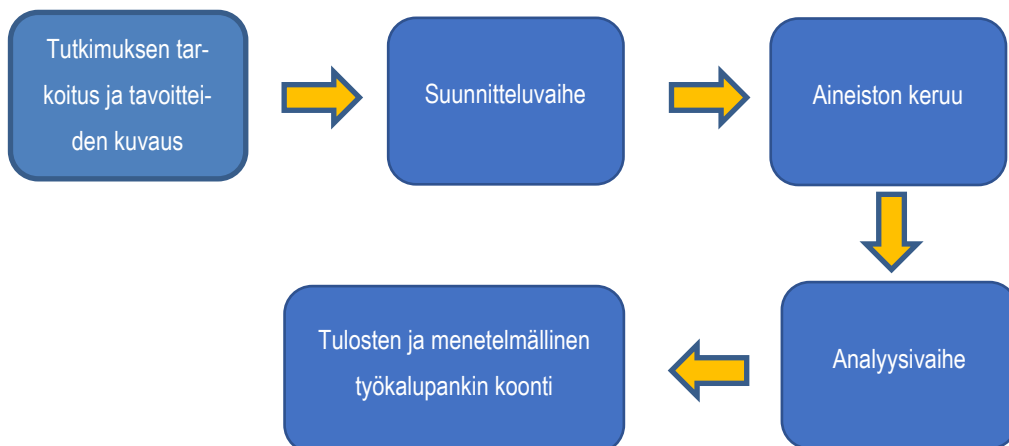 Tutkimuksen tar-
koitus ja tavoittei-
den kuvaus
Suunnitteluvaihe
Aineiston keruu
Analyysivaihe
Tulosten ja menetelmällinen
työkalupankin koonti